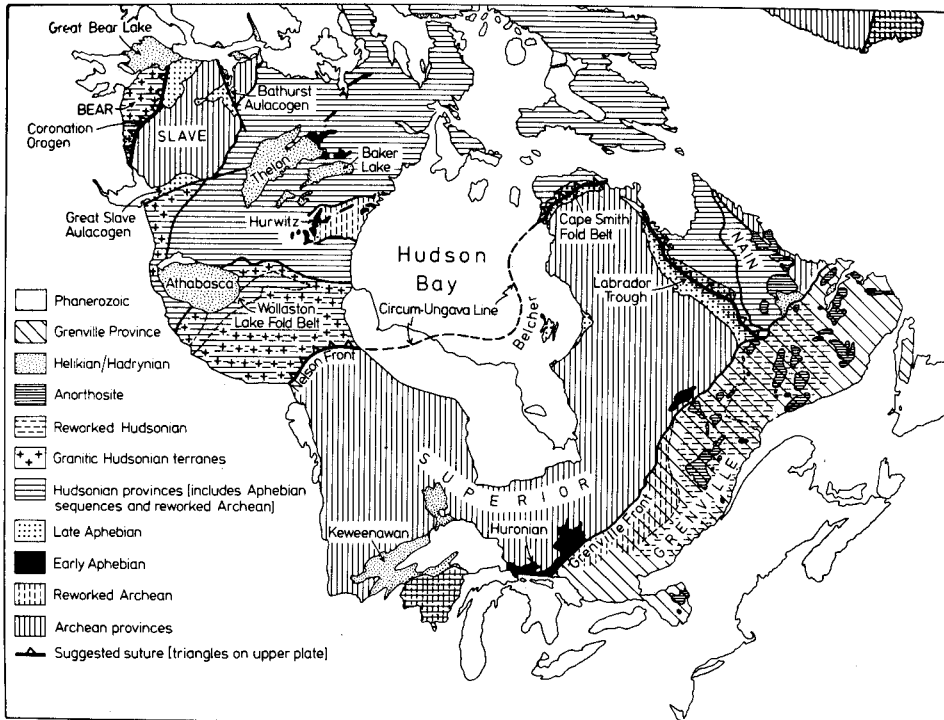 Great Bear Lake
BEAR
Coronation
Orogen
SLAVE
Bathurst
Aulacogen
Thelon
Baker
Lake
Great Slave
Aulacogen
Hurwitz
Cape Smith
Fold Belt
NAIN
Hudson
Bay
Labrador
Trough
Athabasca
Wollaston
Lake Fold Belt
Circum-Ungava Line
Belcher
Nelson Front
SUPERIOR
Keweenawan
Huronian
Grenville Front
GRENVILLE
Phanerozoic
Grenville Province
Helikian/Hadrynian
Anorthosite
Reworked Hudsonian
Granitic Hudsonian terranes
Hudsonian provinces [includes Aphebian
sequences and reworked Archean]
Late Aphebian
Early Aphebian
Reworked Archean
Archean provinces
Suggested suture [triangles on upper plate]